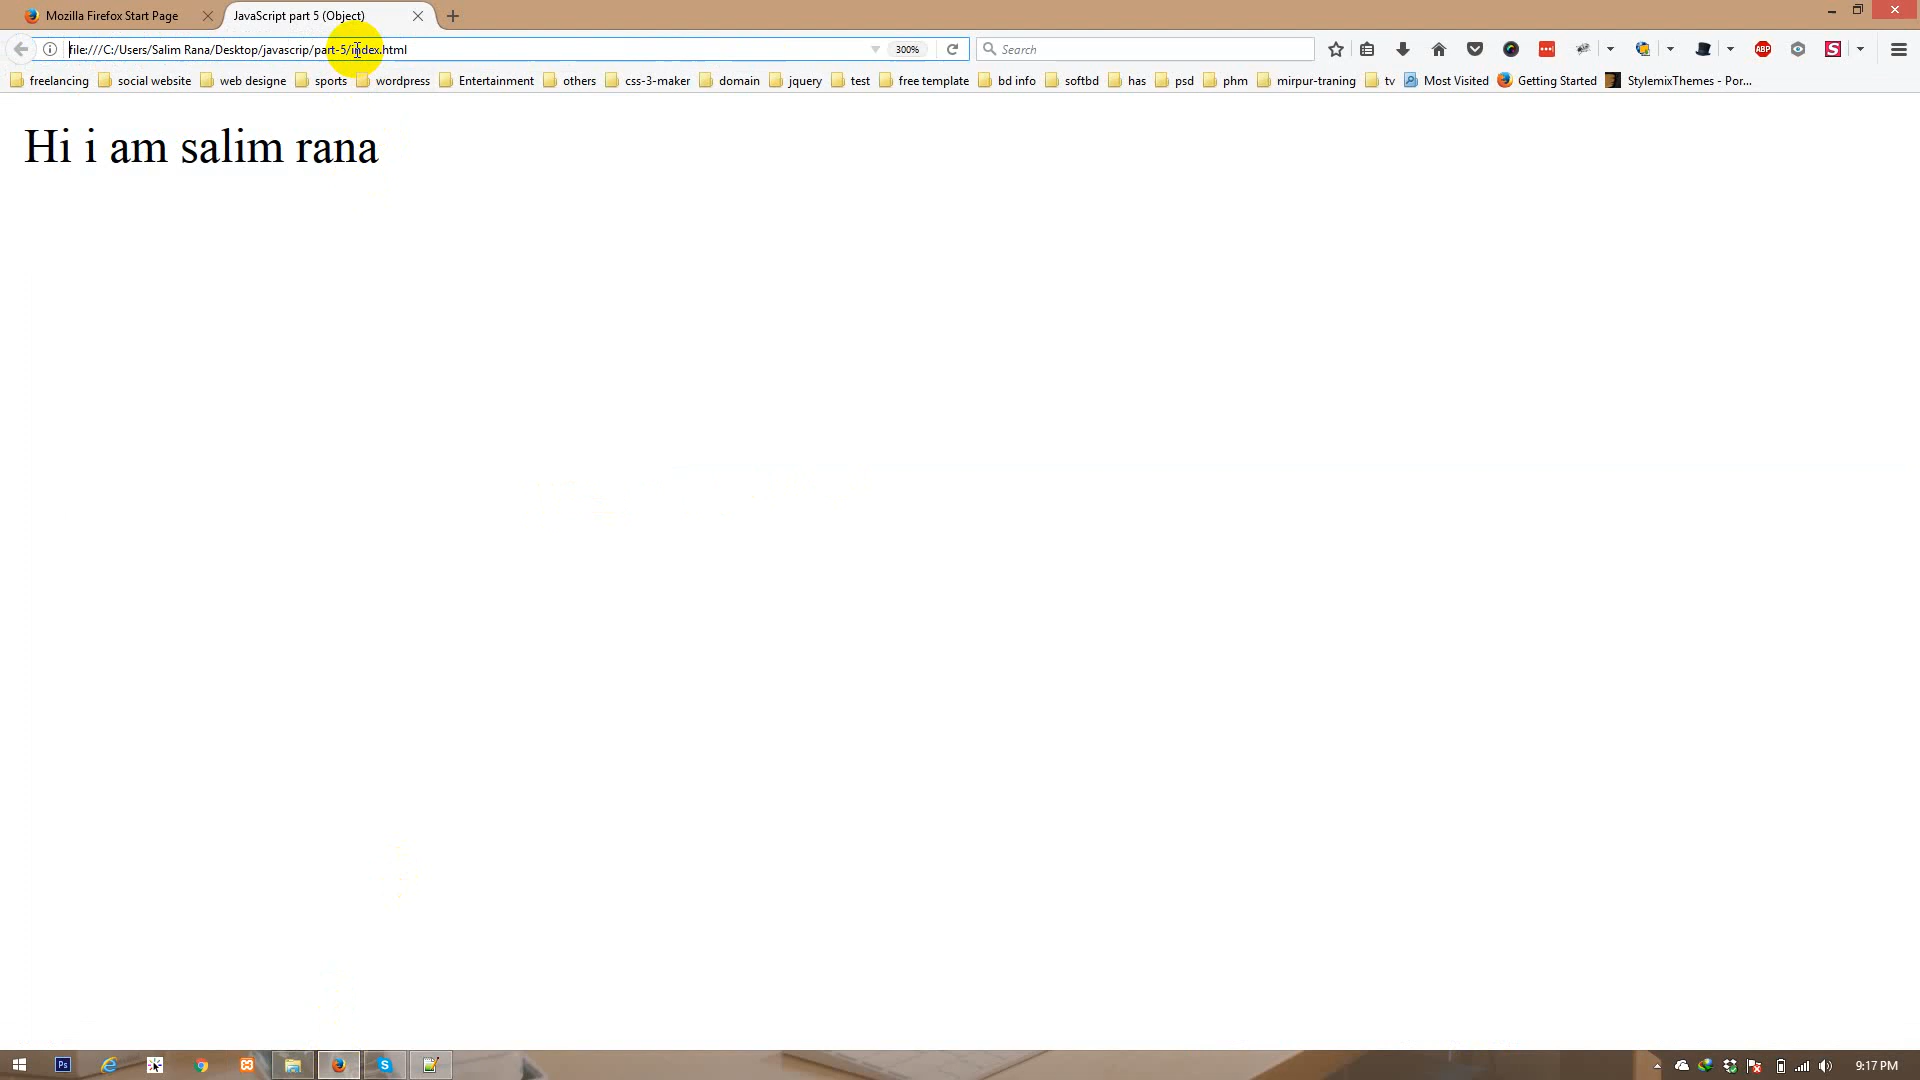 Mozilla Firefox Start Page
JavaScript part 5 (Object)
file:///C:/Users/Salim Rana/Desktop/javascrip/part-5/index.html
300%
Search
ABP
S
freelancing
social website
web designe
sports
wordpress
Entertainment
others
css-3-maker
domain
jquery
test
free template
bd info
softbd
has
psd
phm
mirpur-traning
tv
Most Visited
Getting Started
StylemixThemes - Por...
Hi i am salim rana
Ps
9:17 PM